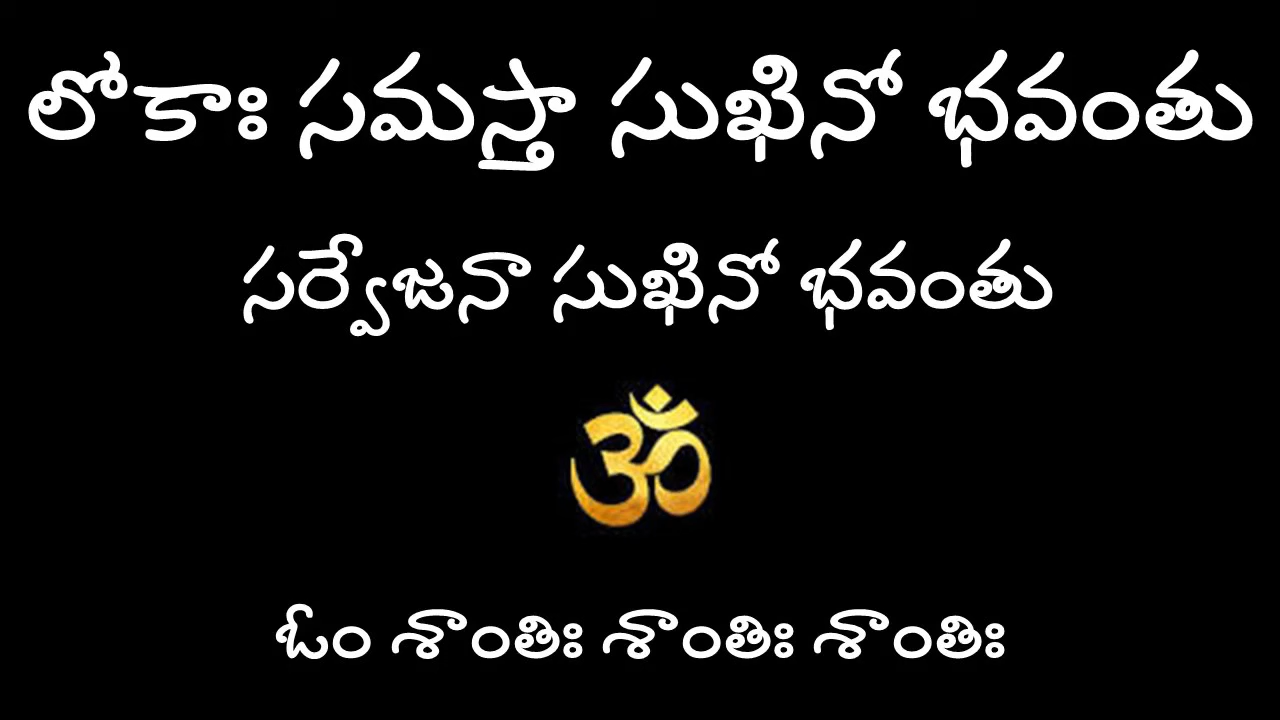 లోకాః సమస్తా సుఖినో భవంతు
సర్వేజనా సుఖినో భవంతు
ॐ
ఓం శాంతిః శాంతిః శాంతిః